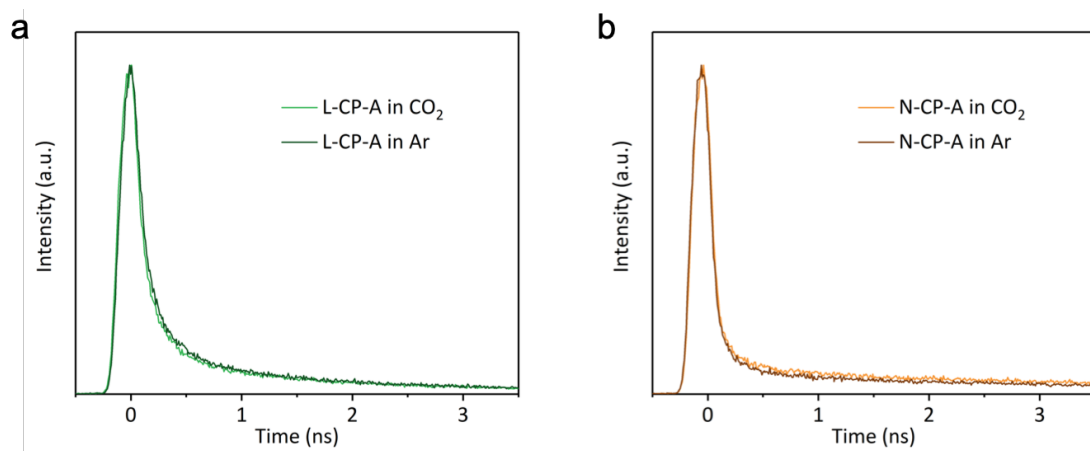 a
L-CP-A in CO₂
L-CP-A in Ar
Intensity (a.u.)
0 1 2 3
Time (ns)
b
N-CP-A in CO₂
N-CP-A in Ar
Intensity (a.u.)
0 1 2 3
Time (ns)